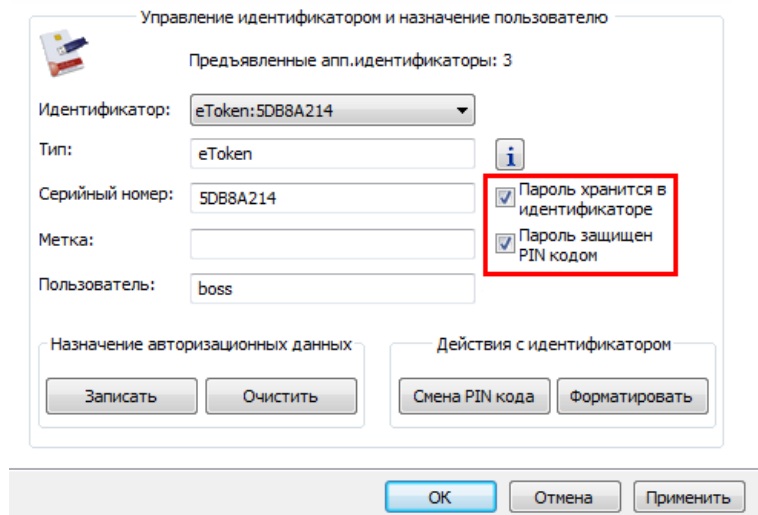 Управление идентификатором и назначение пользователю
Предъявленные апп.идентификаторы: 3
Идентификатор: eToken:5DB8A214
Тип: eToken
Серийный номер: 5DB8A214
Пароль хранится в
идентификаторе
Метка:
Пароль защищен
PIN кодом
Пользователь: boss
Назначение авторизационных данных
Действия с идентификатором
Записать Очистить Смена PIN кода Форматировать
OK Отмена Применить